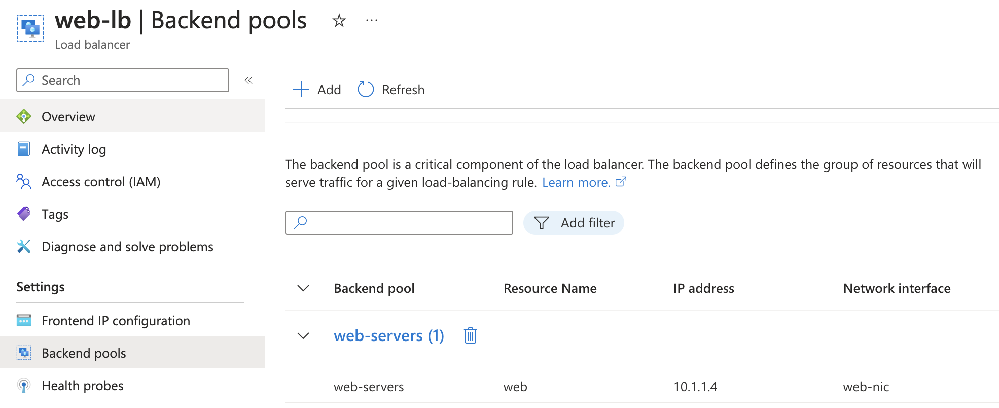 web-lb | Backend pools
Load balancer
Search
Add
Refresh
Overview
Activity log
Access control (IAM)
Tags
Diagnose and solve problems
Settings
Frontend IP configuration
Backend pools
Health probes
The backend pool is a critical component of the load balancer. The backend pool defines the group of resources that will
serve traffic for a given load-balancing rule. Learn more.
Add filter
Backend pool Resource Name IP address Network interface
web-servers (1)
web-servers web 10.1.1.4 web-nic